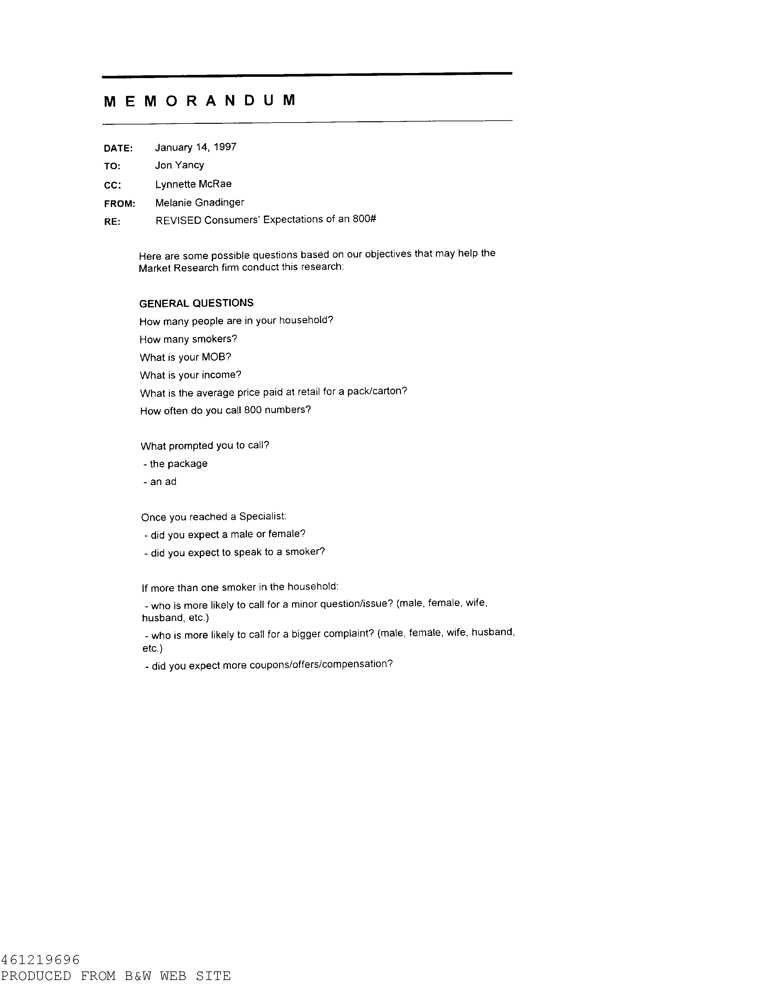 MEMORANDUM
DATE: January 14, 1997
TO: Jon Yancy
CC: Lynnette McRae
FROM: Melanie Gnadinger
RE: REVISED Consumers' Expectations of an 800#
Here are some possible questions based on our objectives that may help the
Market Research firm conduct this research:
GENERAL QUESTIONS
How many people are in your household?
How many smokers?
What is your MOB?
What is your income?
What is the average price paid at retail for a pack/carton?
How often do you call 800 numbers?
What prompted you to call?
- the package
- an ad
Once you reached a Specialist:
- did you expect a male or female?
- did you expect to speak to a smoker?
If more than one smoker in the household:
- who is more likely to call for a minor question/issue? (male, female, wife,
husband, etc.)
- who is more likely to call for a bigger complaint? (male, female, wife, husband,
etc.)
- did you expect more coupons/offers/compensation?
461219696
PRODUCED FROM B&W WEB SITE